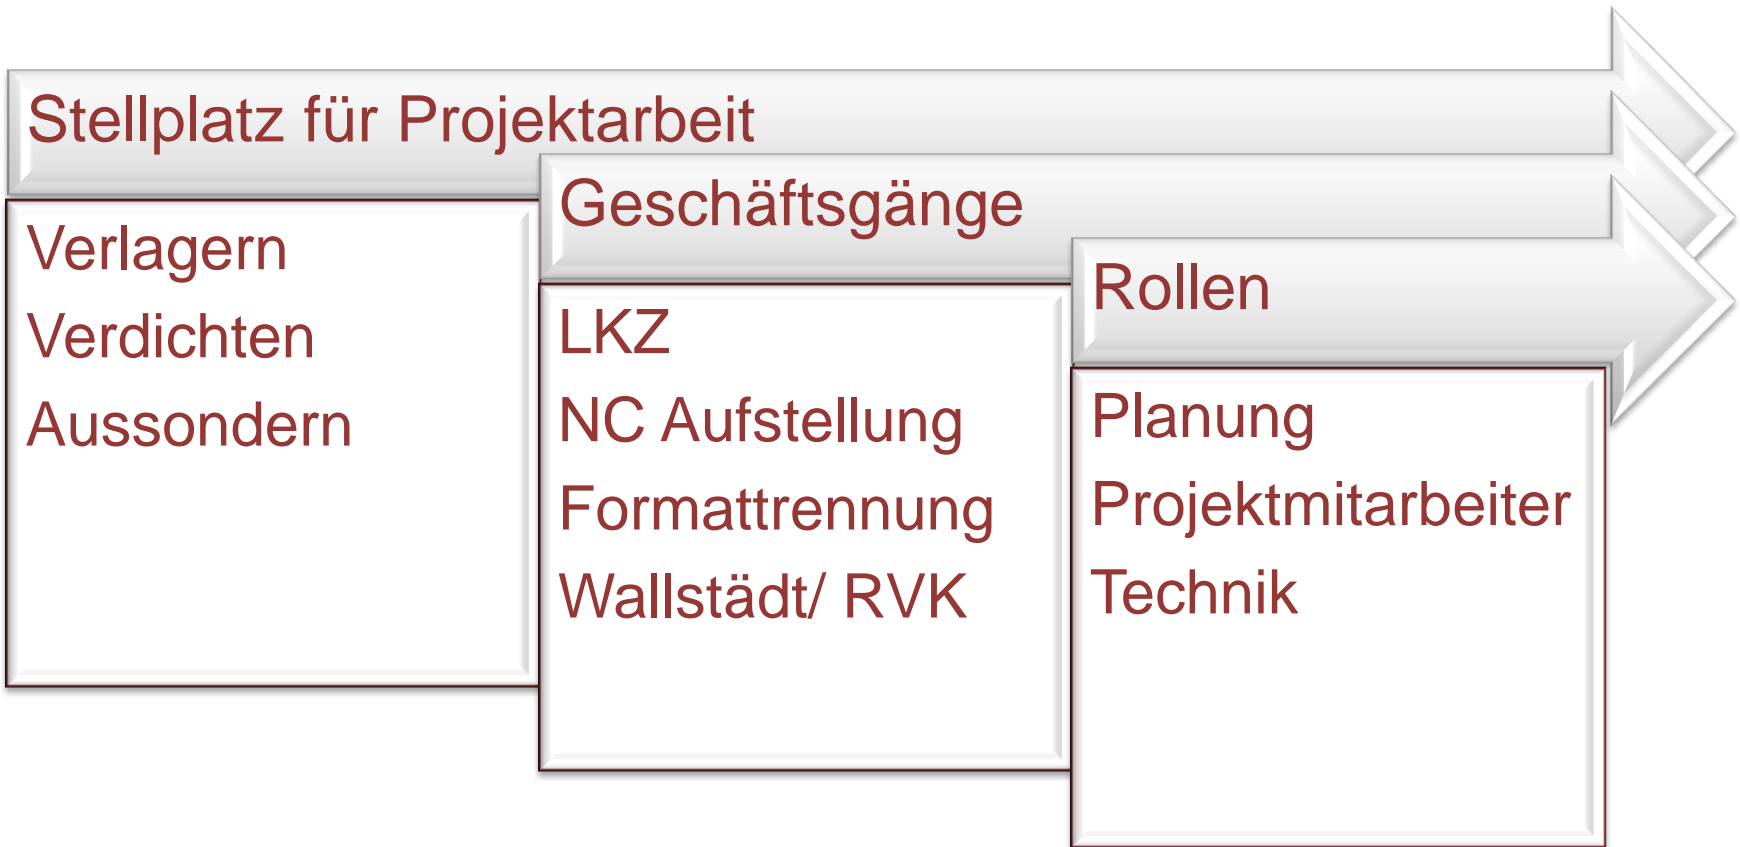 Stellplatz für Projektarbeit
Verlagern
Verdichten
Aussondern
Geschäftsgänge
LKZ
NC Aufstellung
Formattrennung
Wallstädt/ RVK
Rollen
Planung
Projektmitarbeiter
Technik